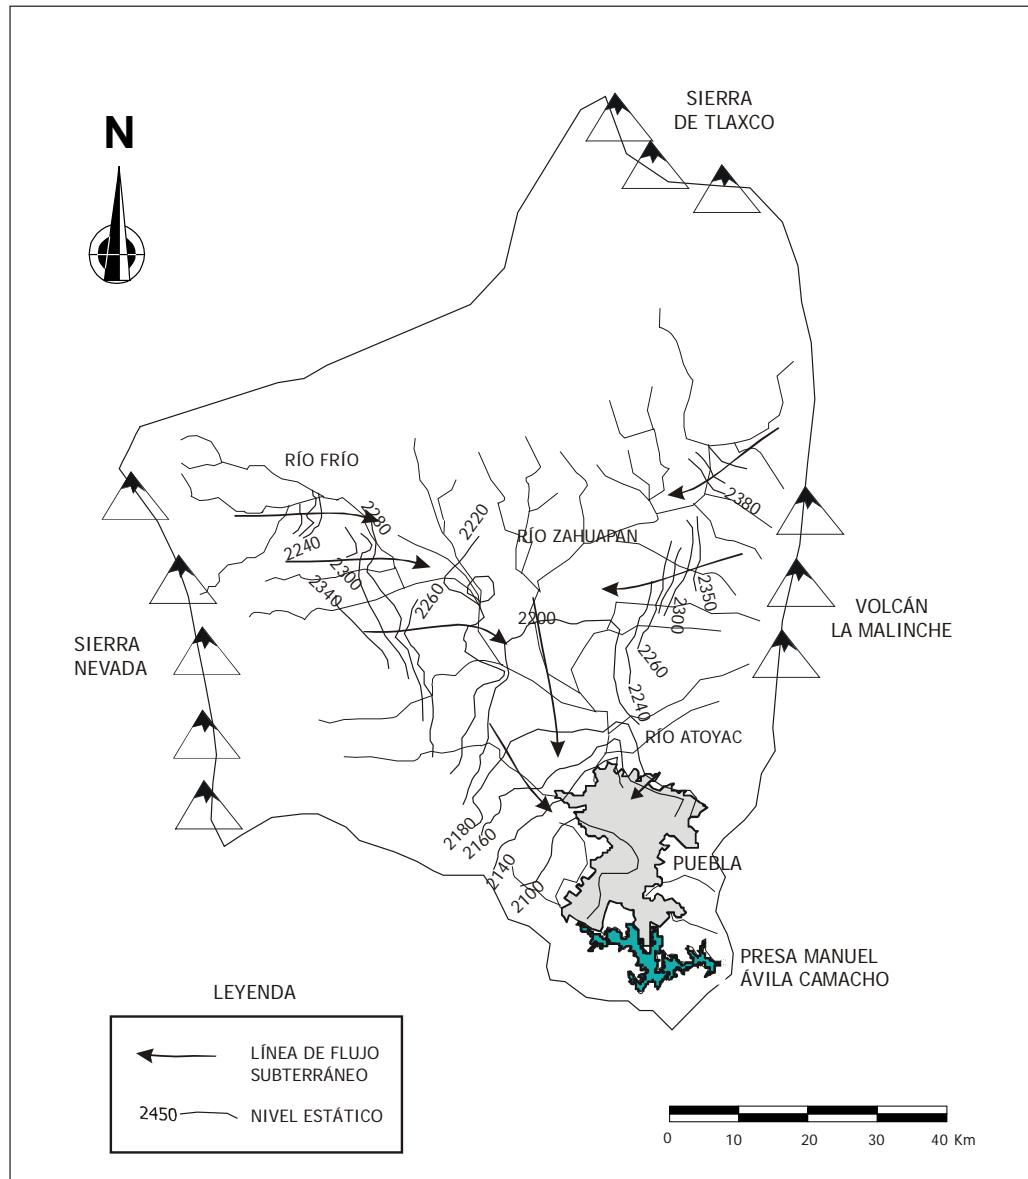 SIERRA
DE TLAXCO
N
RÍO FRÍO
2280
2220
2380
RÍO ZAHUAPAN
2240
2300
2340
2260
2350
2300
2200
VOLCÁN
LA MALINCHE
SIERRA
NEVADA
2260
2240
RÍO ATOYAC
2180
2160
2140
2100
PUEBLA
PRESA MANUEL
ÁVILA CAMACHO
LEYENDA
LÍNEA DE FLUJO
SUBTERRÁNEO
2450
NIVEL ESTÁTICO
0 10 20 30 40 Km